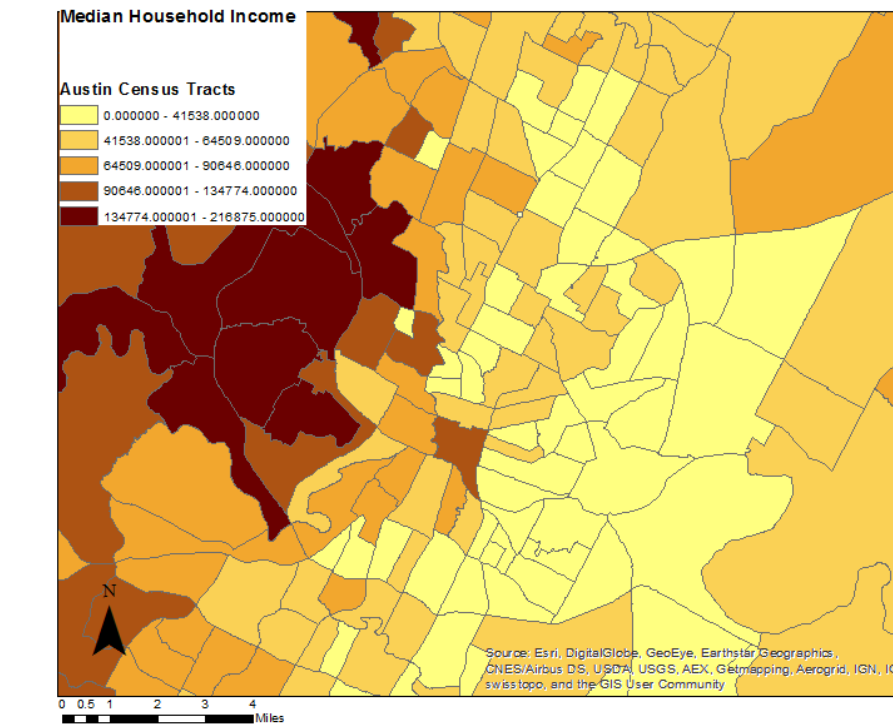 Median Household Income
Austin Census Tracts
0.000000 - 41538.000000
41538.000001 - 64509.000000
64509.000001 - 90646.000000
90646.000001 - 134774.000000
134774.000001 - 216875.000000
N
Source: Esri, DigitalGlobe, GeoEye, Earthstar Geographics,
CNES/Airbus DS, USDA, USGS, AEX, Getmapping, Aerogrid, IGN, IG
swisstopo, and the GIS User Community
0 0.5 1 2 3 4
Miles